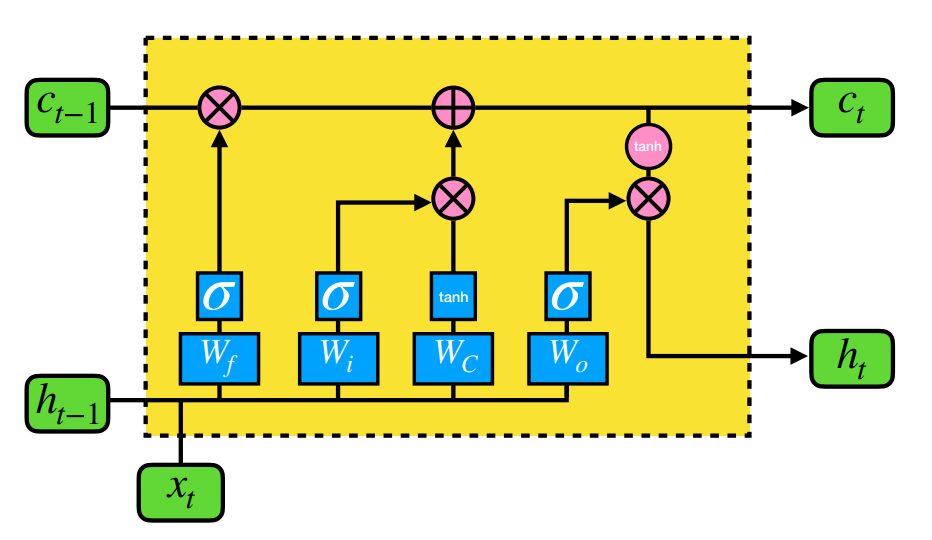 c_{t-1}
c_t
tanh
σ
σ
tanh
σ
W_f
W_i
W_C
W_o
h_t
h_{t-1}
x_t